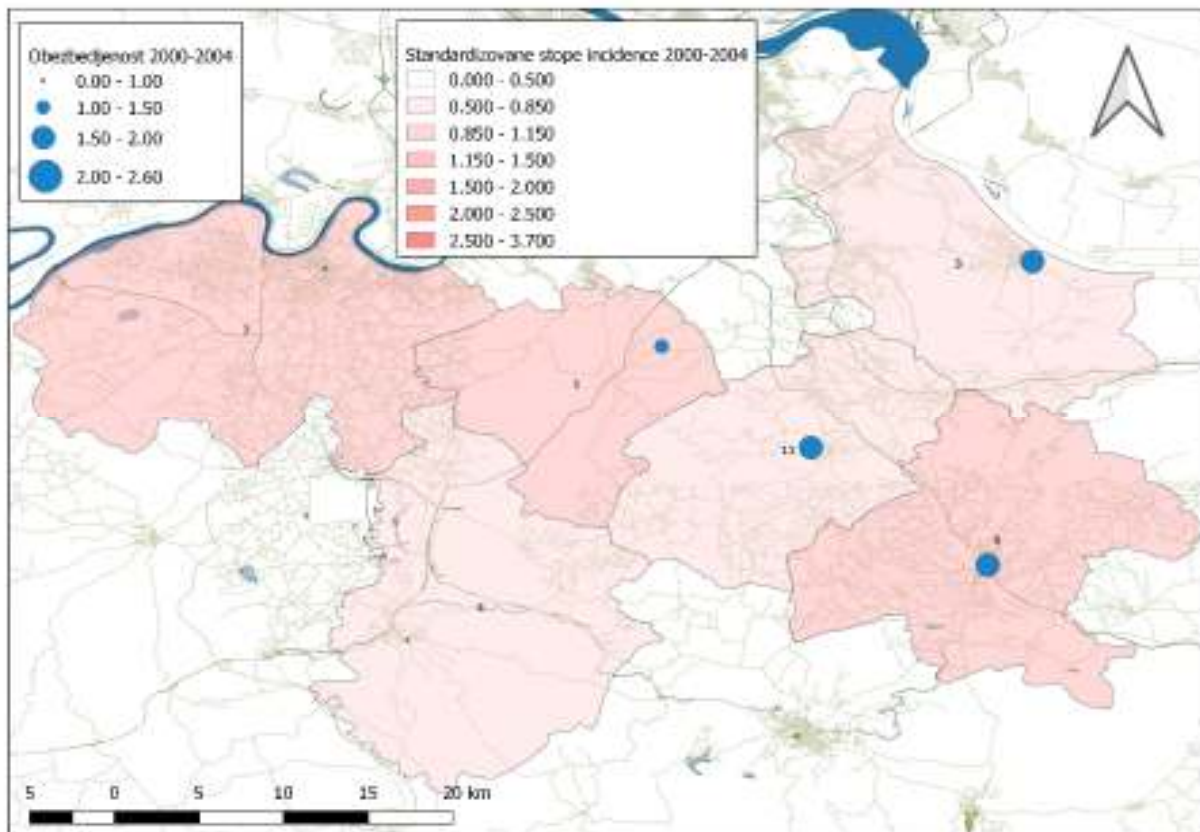 Obezbedjenost 2000-2004
0.00 - 1.00
1.00 - 1.50
1.50 - 2.00
2.00 - 2.60
Standardizovane stope incidence 2000-2004
0.000 - 0.500
0.500 - 0.850
0.850 - 1.150
1.150 - 1.500
1.500 - 2.000
2.000 - 2.500
2.500 - 3.700
11
5 0 5 10 15 20 km